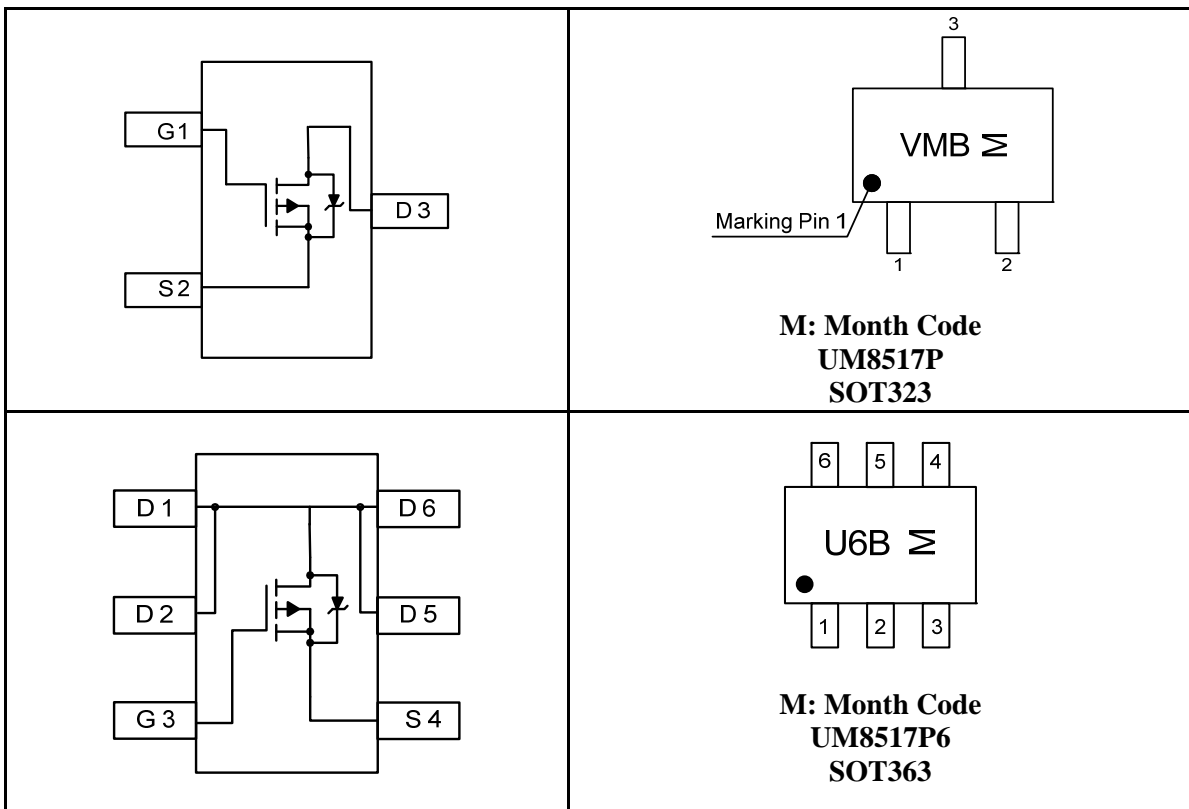 G1
S2
D3
3
VMB M
Marking Pin 1
1
2
M: Month Code
UM8517P
SOT323
D1
D2
G3
D6
D5
S4
6
5
4
U6B M
1
2
3
M: Month Code
UM8517P6
SOT363